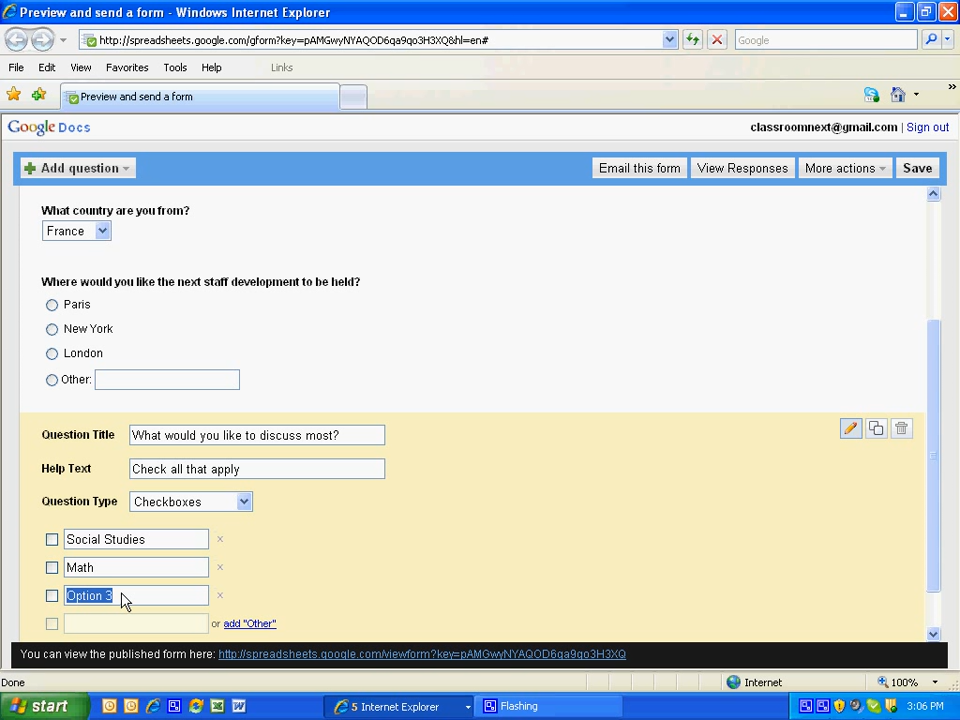 Preview and send a form - Windows Internet Explorer
http://spreadsheets.google.com/gform?key=pAMGwyNYAQOD6qa9qo3H3XQ&hl=en#
Google
File Edit View Favorites Tools Help Links
Preview and send a form
Google Docs
classroomnext@gmail.com | Sign out
Add question
Email this form
View Responses
More actions
Save
What country are you from?
France
Where would you like the next staff development to be held?
Paris
New York
London
Other:
Question Title What would you like to discuss most?
Help Text Check all that apply
Question Type Checkboxes
Social Studies
Math
Option 3
or add "Other"
You can view the published form here: http://spreadsheets.google.com/viewform?key=pAMGwyNYAQOD6qa9qo3H3XQ
Done
Internet
100%
start
5 Internet Explorer
Flashing
3:06 PM